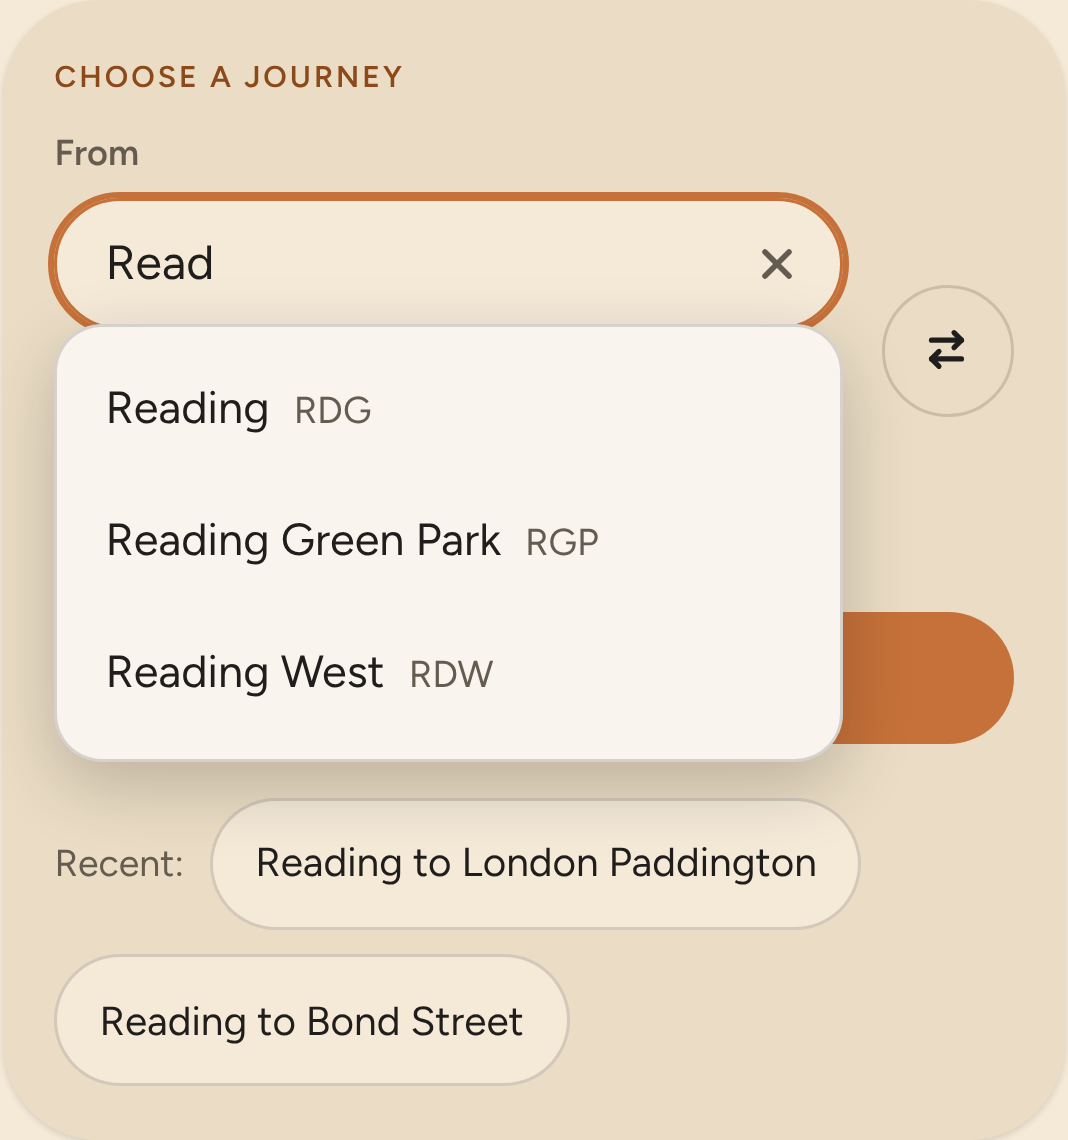 CHOOSE A JOURNEY
From
Read
Reading RDG
Reading Green Park RGP
Reading West RDW
Recent: Reading to London Paddington
Reading to Bond Street